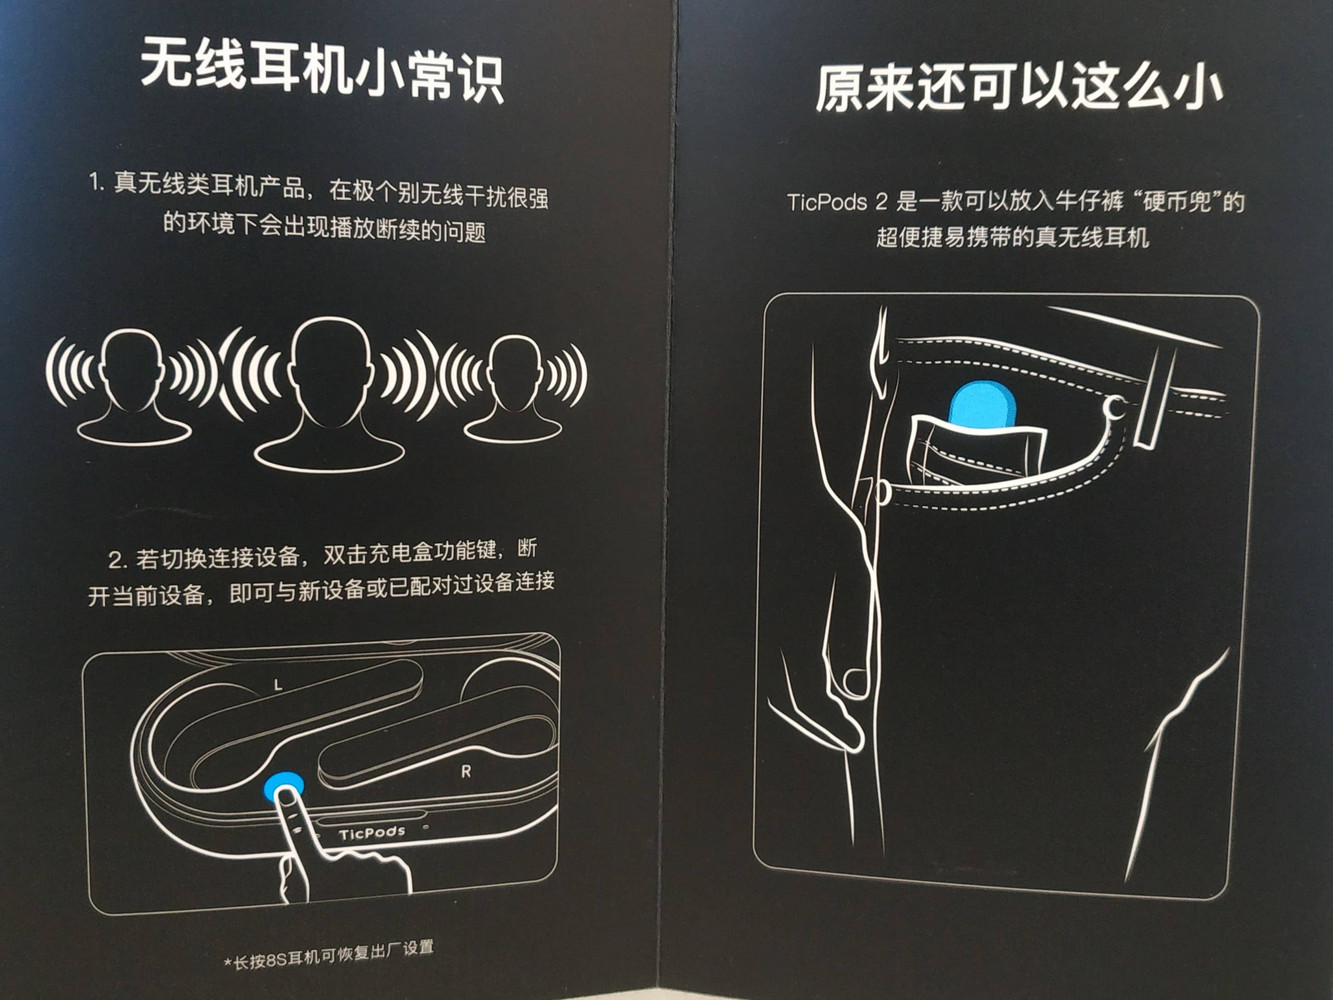 无线耳机小常识
1. 真无线类耳机产品，在极个别无线干扰很强
的环境下会出现播放断续的问题
2. 若切换连接设备，双击充电盒功能键，断
开当前设备，即可与新设备或已配对过设备连接
L
R
TicPods
*长按8S耳机可恢复出厂设置
原来还可以这么小
TicPods 2 是一款可以放入牛仔裤 “硬币兜”的
超便捷易携带的真无线耳机